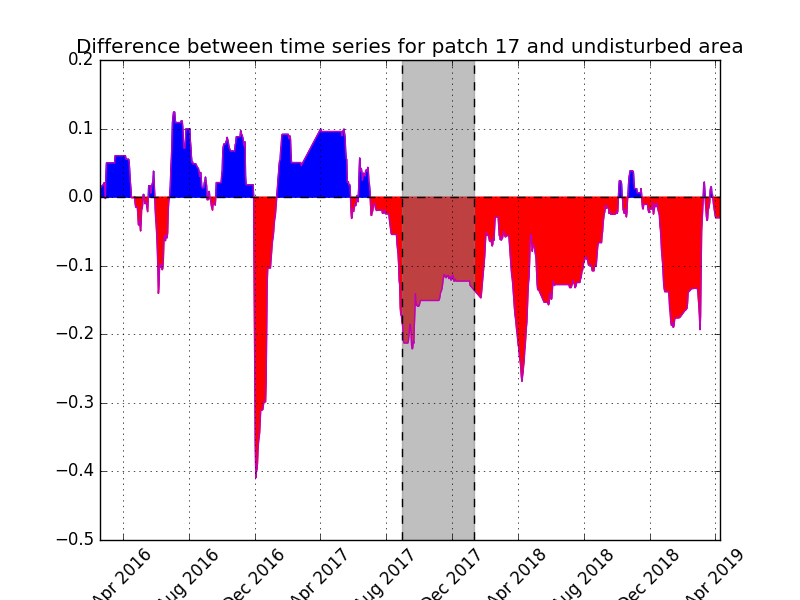 Difference between time series for patch 17 and undisturbed area
0.2
0.1
0.0
−0.1
−0.2
−0.3
−0.4
−0.5
Apr 2016
Aug 2016
Dec 2016
Apr 2017
Aug 2017
Dec 2017
Apr 2018
Aug 2018
Dec 2018
Apr 2019